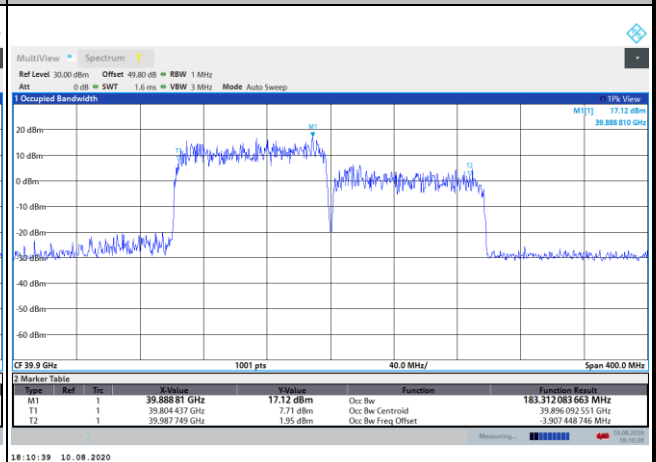 MultiView Spectrum
Ref Level 30.00 dBm Offset 49.80 dB RBW 1 MHz
Att 0 dB SWT 1.6 ms VBW 3 MHz Mode Auto Sweep
1 Occupied Bandwidth 1Pk View
M1[1] 17.12 dBm
39.888 810 GHz
M1
20 dBm
T1
10 dBm
T2
0 dBm
-10 dBm
-20 dBm
-30 dBm
-40 dBm
-50 dBm
-60 dBm
CF 39.9 GHz 1001 pts 40.0 MHz/ Span 400.0 MHz
2 Marker Table
Type Ref Trc X-Value Y-Value Function Function Result
M1 1 39.888 81 GHz 17.12 dBm Occ Bw 183.312 083 663 MHz
T1 1 39.804 437 GHz 7.71 dBm Occ Bw Centroid 39.896 092 551 GHz
T2 1 39.987 749 GHz 1.95 dBm Occ Bw Freq Offset -3.907 448 746 MHz
Measuring... 10.08.2020
18:10:38
18:10:39 10.08.2020